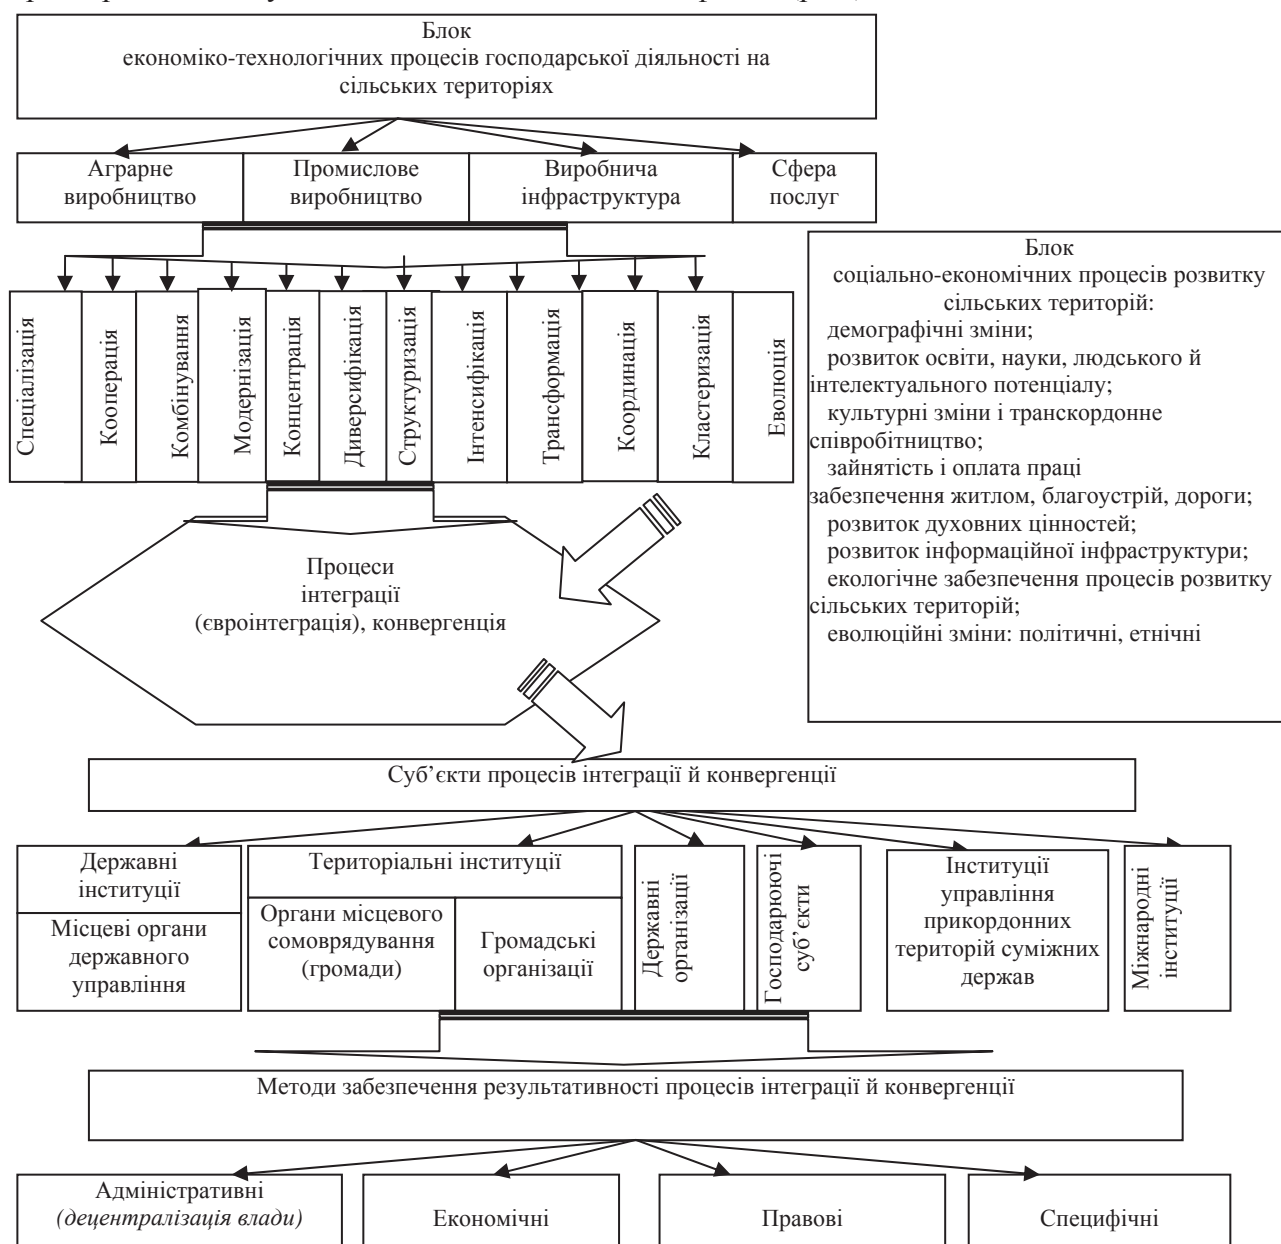 Блок
економіко-технологічних процесів господарської діяльності на
сільських територіях
Аграрне
виробництво
Промислове
виробництво
Виробнича
інфраструктура
Сфера
послуг
Спеціалізація
Кооперація
Комбінування
Модернізація
Концентрація
Диверсифікація
Структуризація
Інтенсифікація
Трансформація
Координація
Кластеризація
Еволюція
Блок
соціально-економічних процесів розвитку
сільських територій:
демографічні зміни;
розвиток освіти, науки, людського й
інтелектуального потенціалу;
культурні зміни і транскордонне
співробітництво;
зайнятість і оплата праці
забезпечення житлом, благоустрій, дороги;
розвиток духовних цінностей;
розвиток інформаційної інфраструктури;
екологічне забезпечення процесів розвитку
сільських територій;
еволюційні зміни: політичні, етнічні
Процеси
інтеграції
(євроінтеграція), конвергенція
Суб’єкти процесів інтеграції й конвергенції
Державні
інституції
Місцеві органи
державного
управління
Територіальні інституції
Органи місцевого
сомоврядування
(громади)
Громадські
організації
Державні
організації
Господарюючі
суб’єкти
Інституції
управління
прикордонних
територій суміжних
держав
Міжнародні
інституції
Методи забезпечення результативності процесів інтеграції й конвергенції
Адміністративні
(децентралізація влади)
Економічні
Правові
Специфічні